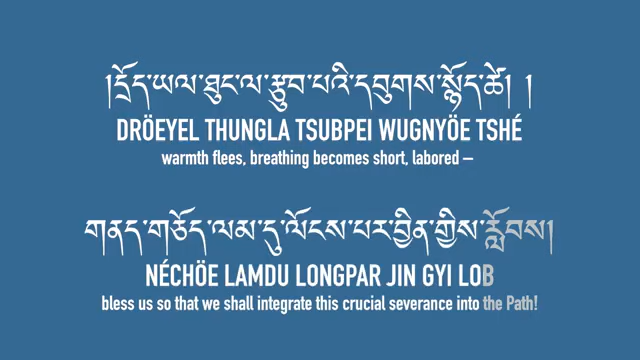 །དྲོད་ཡལ་ཐུང་ལ་རྩུབ་པའི་དབུགས་སྙོད་ཚེ། །
DRÖEYEL THUNGLA TSUBPEI WUGNYÖE TSHÉ
warmth flees, breathing becomes short, labored –
གནད་གཅོད་ལམ་དུ་ལོངས་པར་བྱིན་གྱིས་རློབས།
NÉCHÖE LAMDU LONGPAR JIN GYI LOB
bless us so that we shall integrate this crucial severance into the Path!